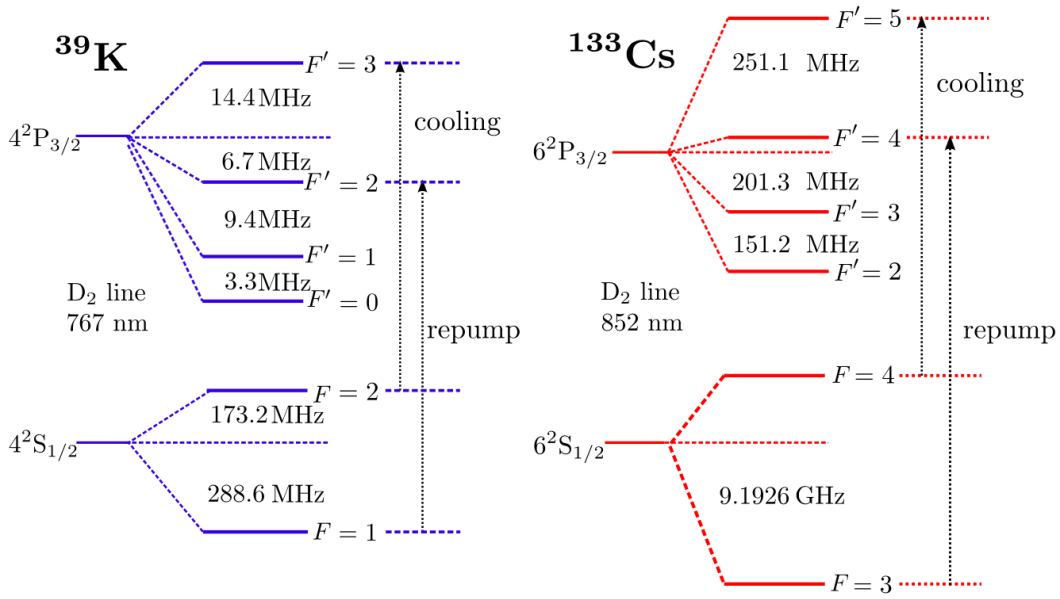 ³⁹K
F′ = 3
14.4 MHz
cooling
4²P₃/₂
6.7 MHz
F′ = 2
9.4 MHz
F′ = 1
3.3 MHz
F′ = 0
D₂ line
767 nm
repump
F = 2
173.2 MHz
4²S₁/₂
288.6 MHz
F = 1
¹³³Cs
F′ = 5
251.1 MHz
cooling
F′ = 4
6²P₃/₂
201.3 MHz
F′ = 3
151.2 MHz
F′ = 2
D₂ line
852 nm
repump
F = 4
6²S₁/₂
9.1926 GHz
F = 3